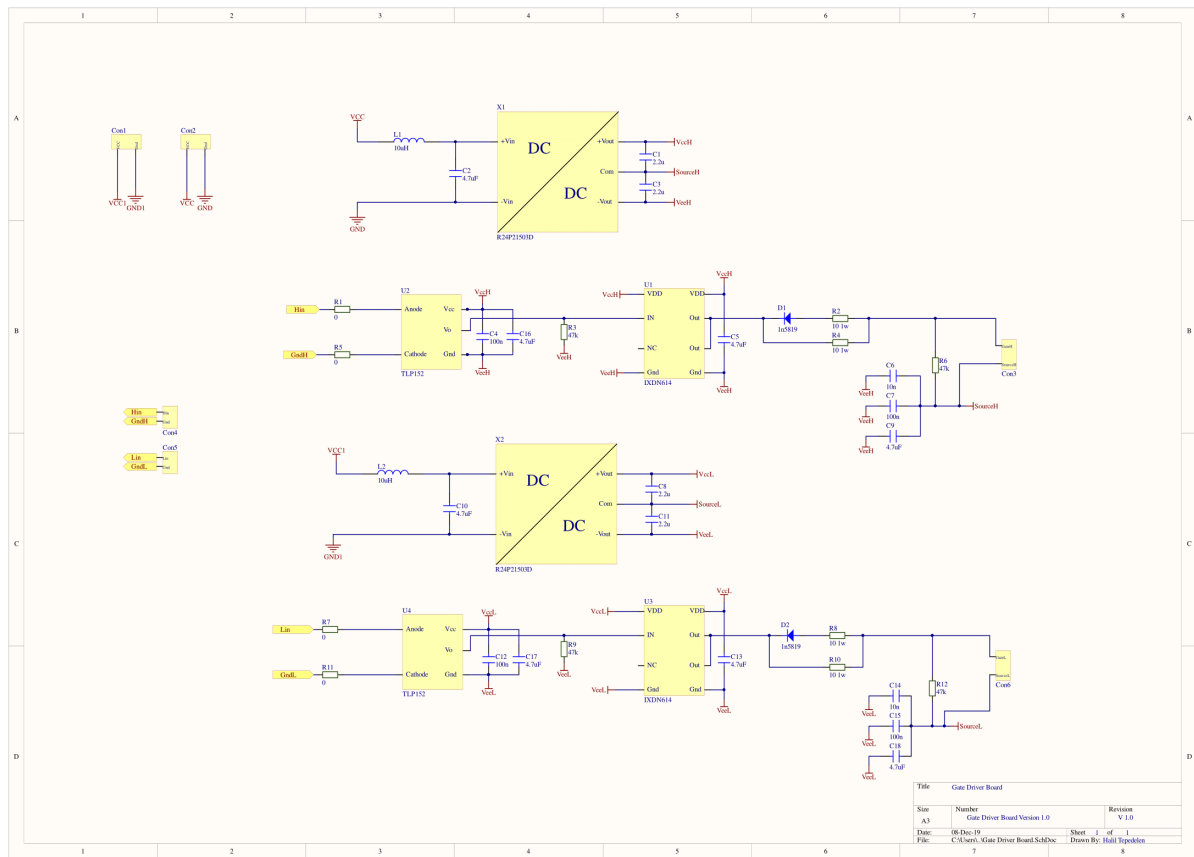 1 2 3 4 5 6 7 8
A A
B B
C C
D D
Con1
VCC1
GND1
Con2
VCC
GND
VCC
L1
10uH
C2
4.7uF
GND
X1
+Vin
-Vin
DC
DC
+Vout
Com
-Vout
R24P21503D
C1
2.2u
C3
2.2u
VccH
SourceH
VeeH
Hin
GndH
R1
0
R5
0
U2
Anode
Cathode
Vcc
Vo
Gnd
TLP152
VccH
C4
100n
C16
4.7uF
VeeH
R3
47k
VeeH
U1
VccH
VeeH
VDD VDD
IN Out
NC Out
Gnd Gnd
IXDN614
VccH
C5
4.7uF
VeeH
D1
1n5819
R2
10 1w
R4
10 1w
R6
47k
C6
10n
VeeH
C7
100n
VeeH
C9
4.7uF
VeeH
SourceH
Con3
Hin
GndH
Con4
Con5
Lin
GndL
VCC1
L2
10uH
C10
4.7uF
GND1
X2
+Vin
-Vin
DC
DC
+Vout
Com
-Vout
R24P21503D
C8
2.2u
C11
2.2u
VccL
SourceL
VeeL
Lin
GndL
R7
0
R11
0
U4
Anode
Cathode
Vcc
Vo
Gnd
TLP152
VccL
C12
100n
C17
4.7uF
VeeL
R9
47k
VeeL
U3
VccL
VeeL
VDD VDD
IN Out
NC Out
Gnd Gnd
IXDN614
VccL
C13
4.7uF
VeeL
D2
1n5819
R8
10 1w
R10
10 1w
R12
47k
C14
10n
VeeL
C15
100n
VeeL
C18
4.7uF
VeeL
SourceL
Con6
Title Gate Driver Board
Size Number Revision
A3 Gate Driver Board Version 1.0 V 1.0
Date: 08-Dec-19 Sheet 1 of 1
File: C:\Users\..\Gate Driver Board.SchDoc Drawn By: Halil Tepedelen
1 2 3 4 5 6 7 8